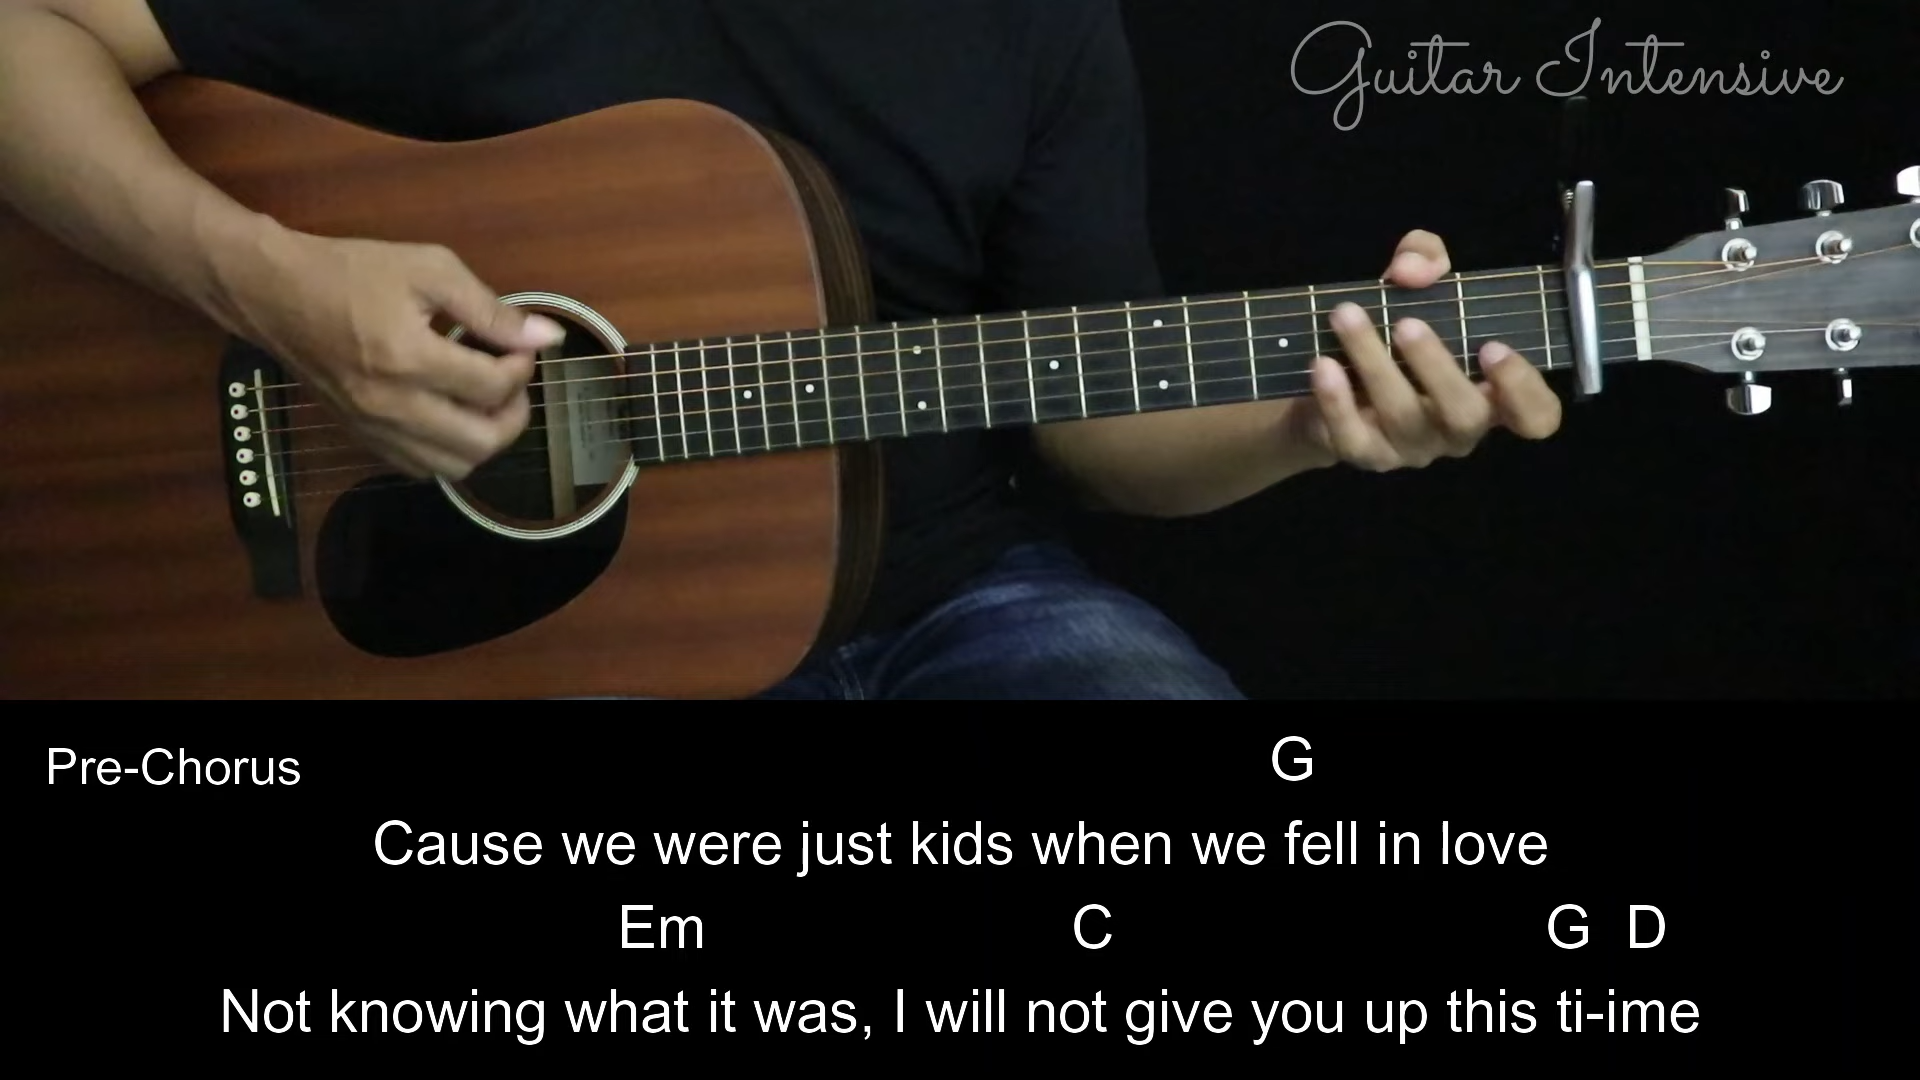 Guitar Intensive
Pre-Chorus
G
Cause we were just kids when we fell in love
Em C G D
Not knowing what it was, I will not give you up this ti-ime